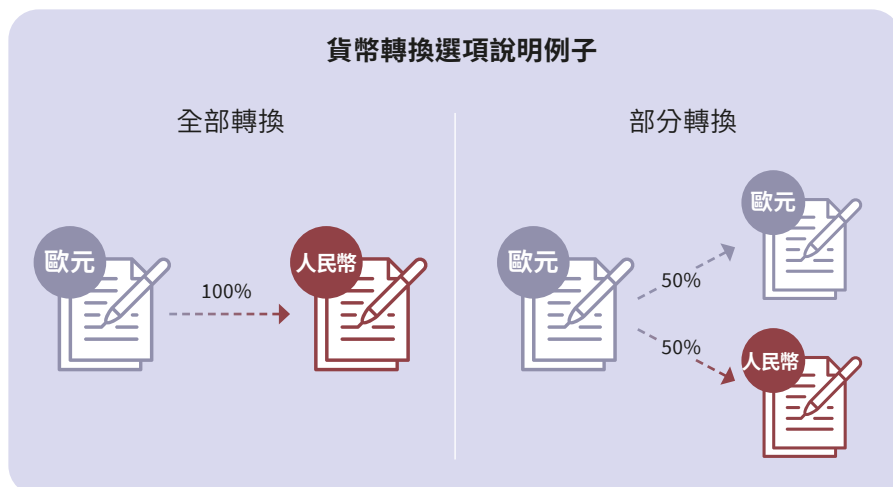 貨幣轉換選項說明例子
全部轉換
歐元
100%
人民幣
部分轉換
歐元
50%
歐元
50%
人民幣